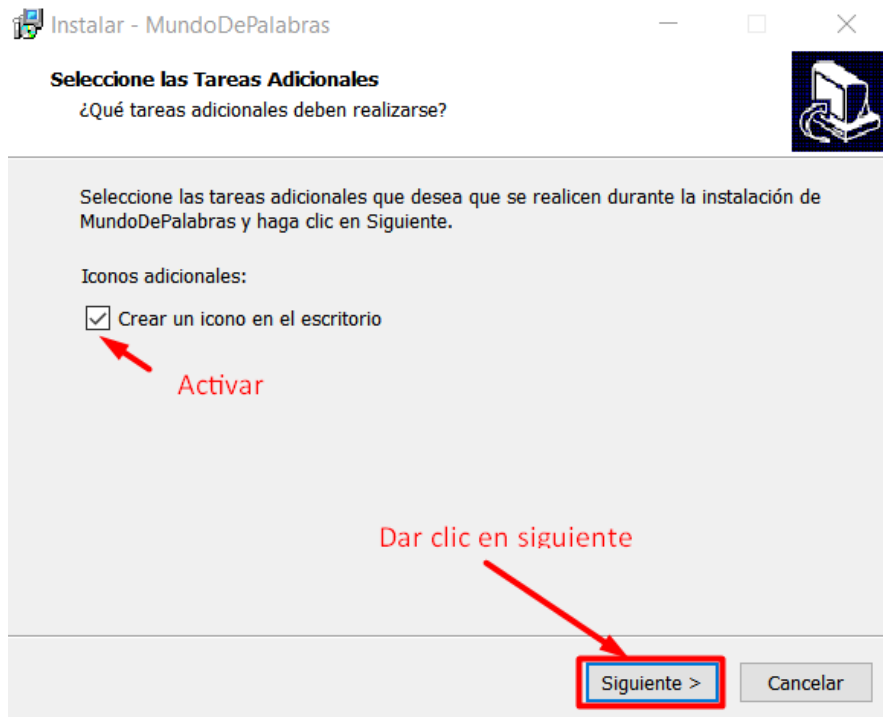 Instalar - MundoDePalabras
Seleccione las Tareas Adicionales
¿Qué tareas adicionales deben realizarse?
Seleccione las tareas adicionales que desea que se realicen durante la instalación de
MundoDePalabras y haga clic en Siguiente.
Iconos adicionales:
Crear un icono en el escritorio
Activar
Dar clic en siguiente
Siguiente >
Cancelar